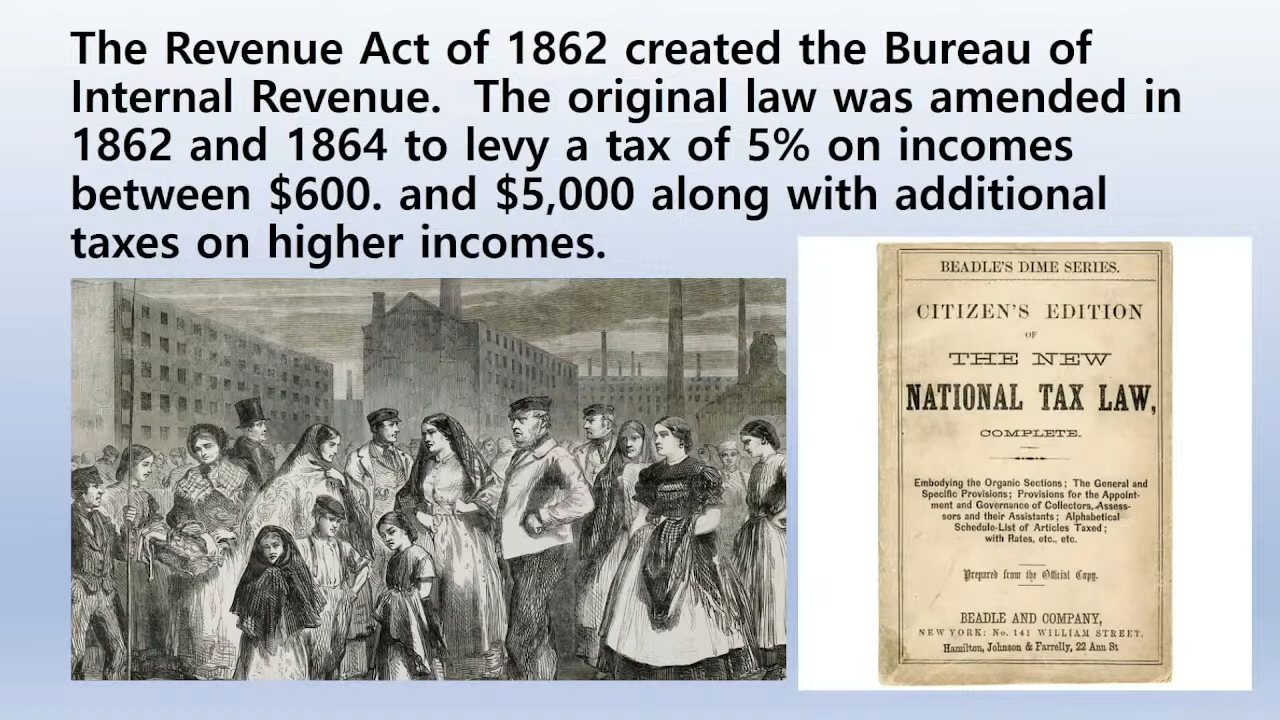 The Revenue Act of 1862 created the Bureau of
Internal Revenue.  The original law was amended in
1862 and 1864 to levy a tax of 5% on incomes
between $600. and $5,000 along with additional
taxes on higher incomes.
BEADLE'S DIME SERIES.
CITIZEN'S EDITION
OF
THE NEW
NATIONAL TAX LAW,
COMPLETE.
Embodying the Organic Sections; The General and
Specific Provisions; Provisions for the Appoint-
ment and Governance of Collectors, Assess-
sors and their Assistants; Alphabetical
Schedule-List of Articles Taxed;
with Rates, etc., etc.
Prepared from the Official Copy.
BEADLE AND COMPANY,
NEW YORK: No. 141 WILLIAM STREET,
Hamilton, Johnson & Farrelly, 22 Ann St